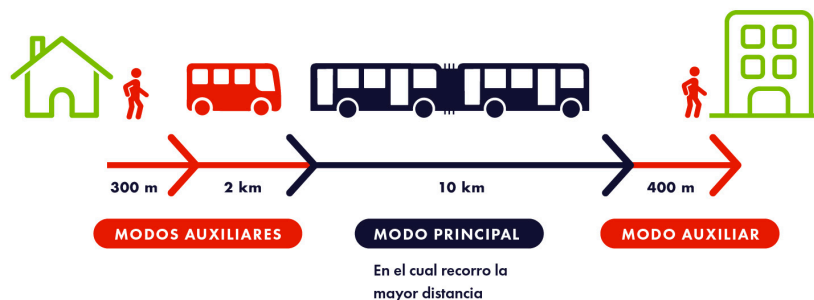 300 m
2 km
10 km
400 m
MODOS AUXILIARES
MODO PRINCIPAL
MODO AUXILIAR
En el cual recorro la
mayor distancia